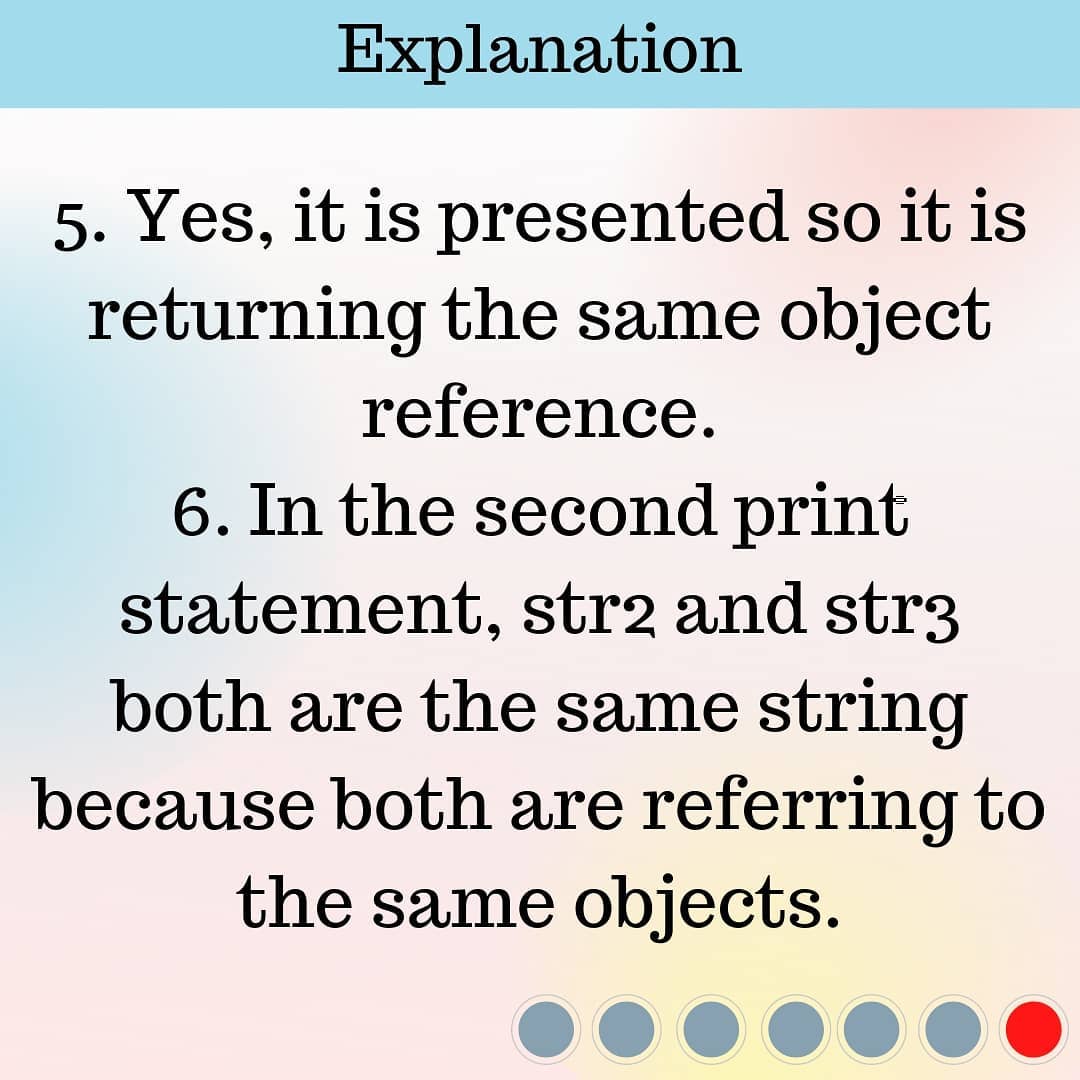 Explanation
5. Yes, it is presented so it is
returning the same object
reference.
6. In the second print
statement, str2 and str3
both are the same string
because both are referring to
the same objects.